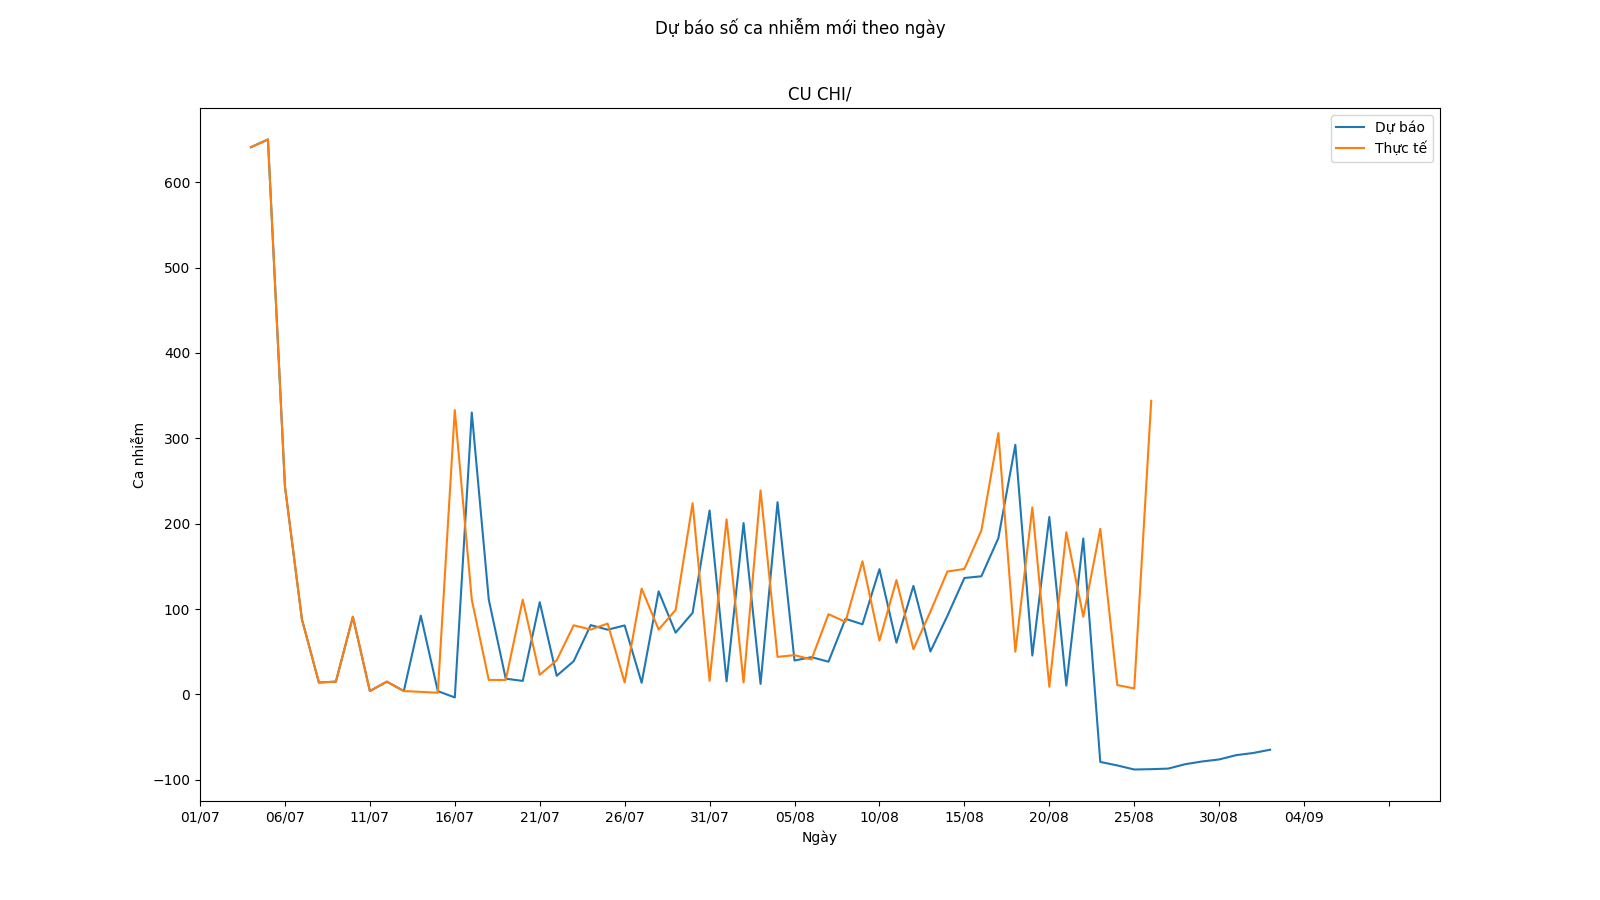 Dự báo số ca nhiễm mới theo ngày
CU CHI/
Dự báo
Thực tế
600
500
400
300
200
100
0
−100
Ca nhiễm
01/07 06/07 11/07 16/07 21/07 26/07 31/07 05/08 10/08 15/08 20/08 25/08 30/08 04/09
Ngày